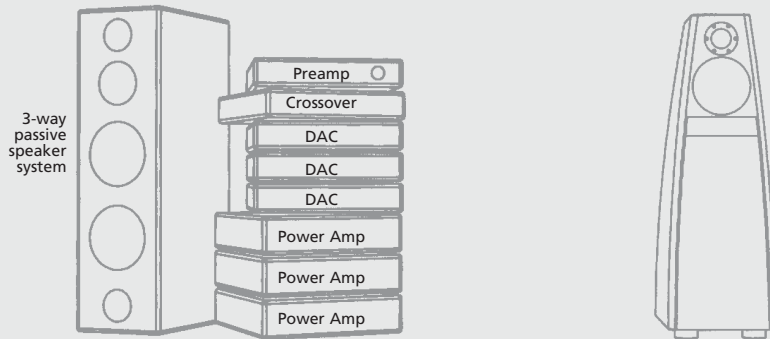 3-way
passive
speaker
system
Preamp
Crossover
DAC
DAC
DAC
Power Amp
Power Amp
Power Amp